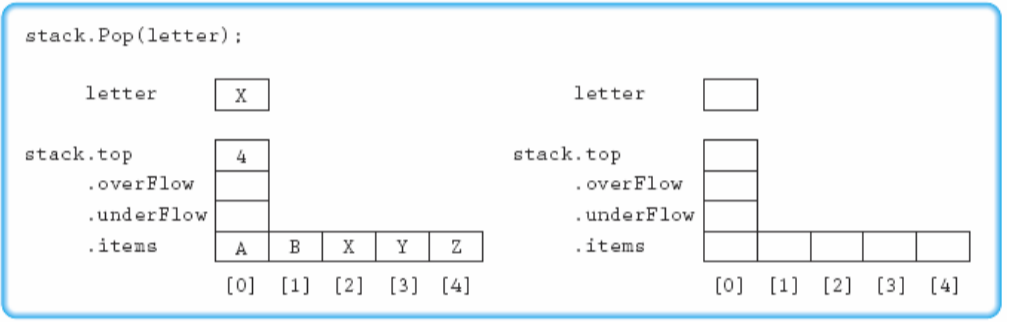 stack.Pop(letter);
letter X letter
stack.top 4 stack.top
.overFlow .overFlow
.underFlow .underFlow
.items A B X Y Z .items
[0] [1] [2] [3] [4] [0] [1] [2] [3] [4]